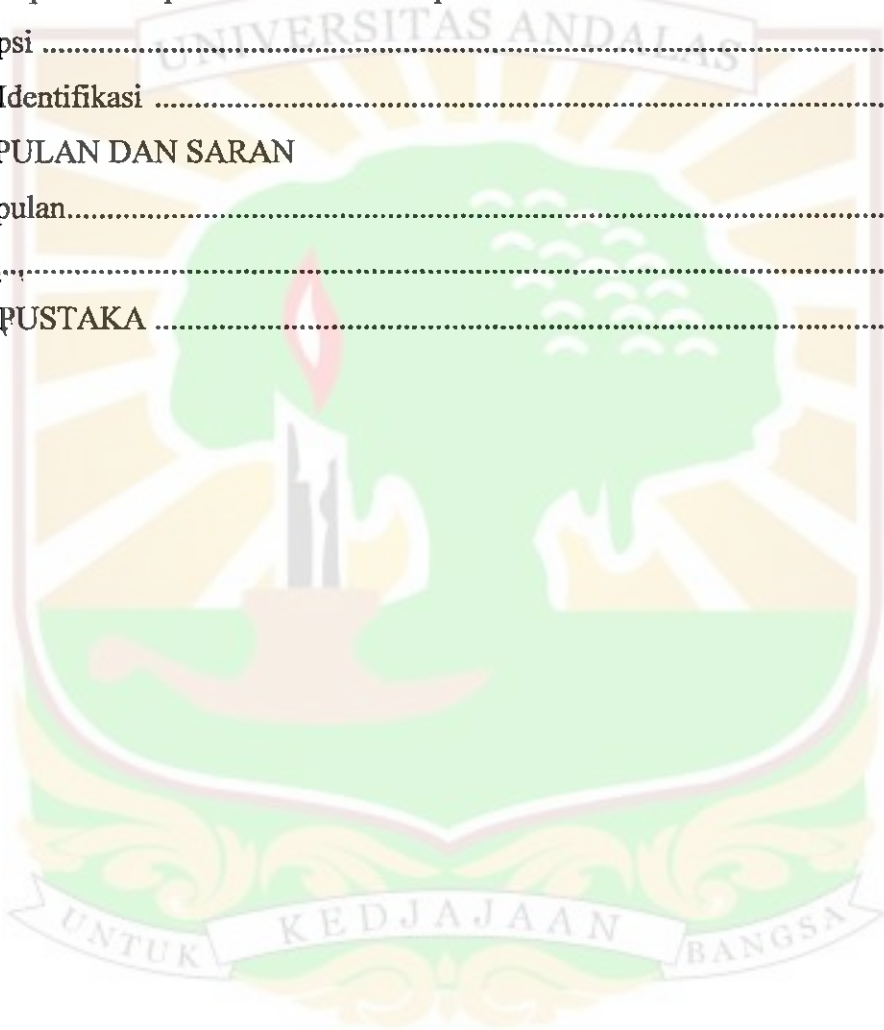 UNIVERSITAS ANDALAS
psi ........................................................................
Identifikasi ........................................................................
PULAN DAN SARAN
pulan........................................................................
........................................................................
PUSTAKA ........................................................................
UNTUK KEDJAJAAN BANGSA